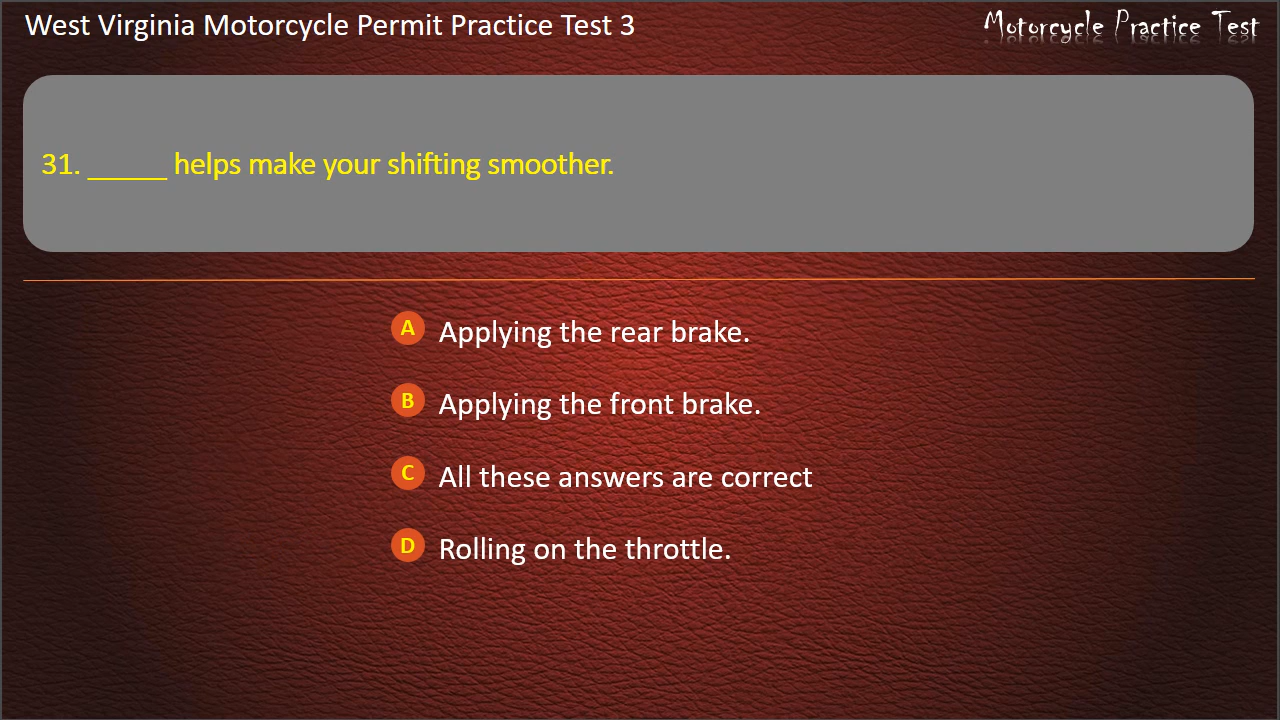 West Virginia Motorcycle Permit Practice Test 3
Motorcycle Practice Test
31. _____ helps make your shifting smoother.
A Applying the rear brake.
B Applying the front brake.
C All these answers are correct
D Rolling on the throttle.